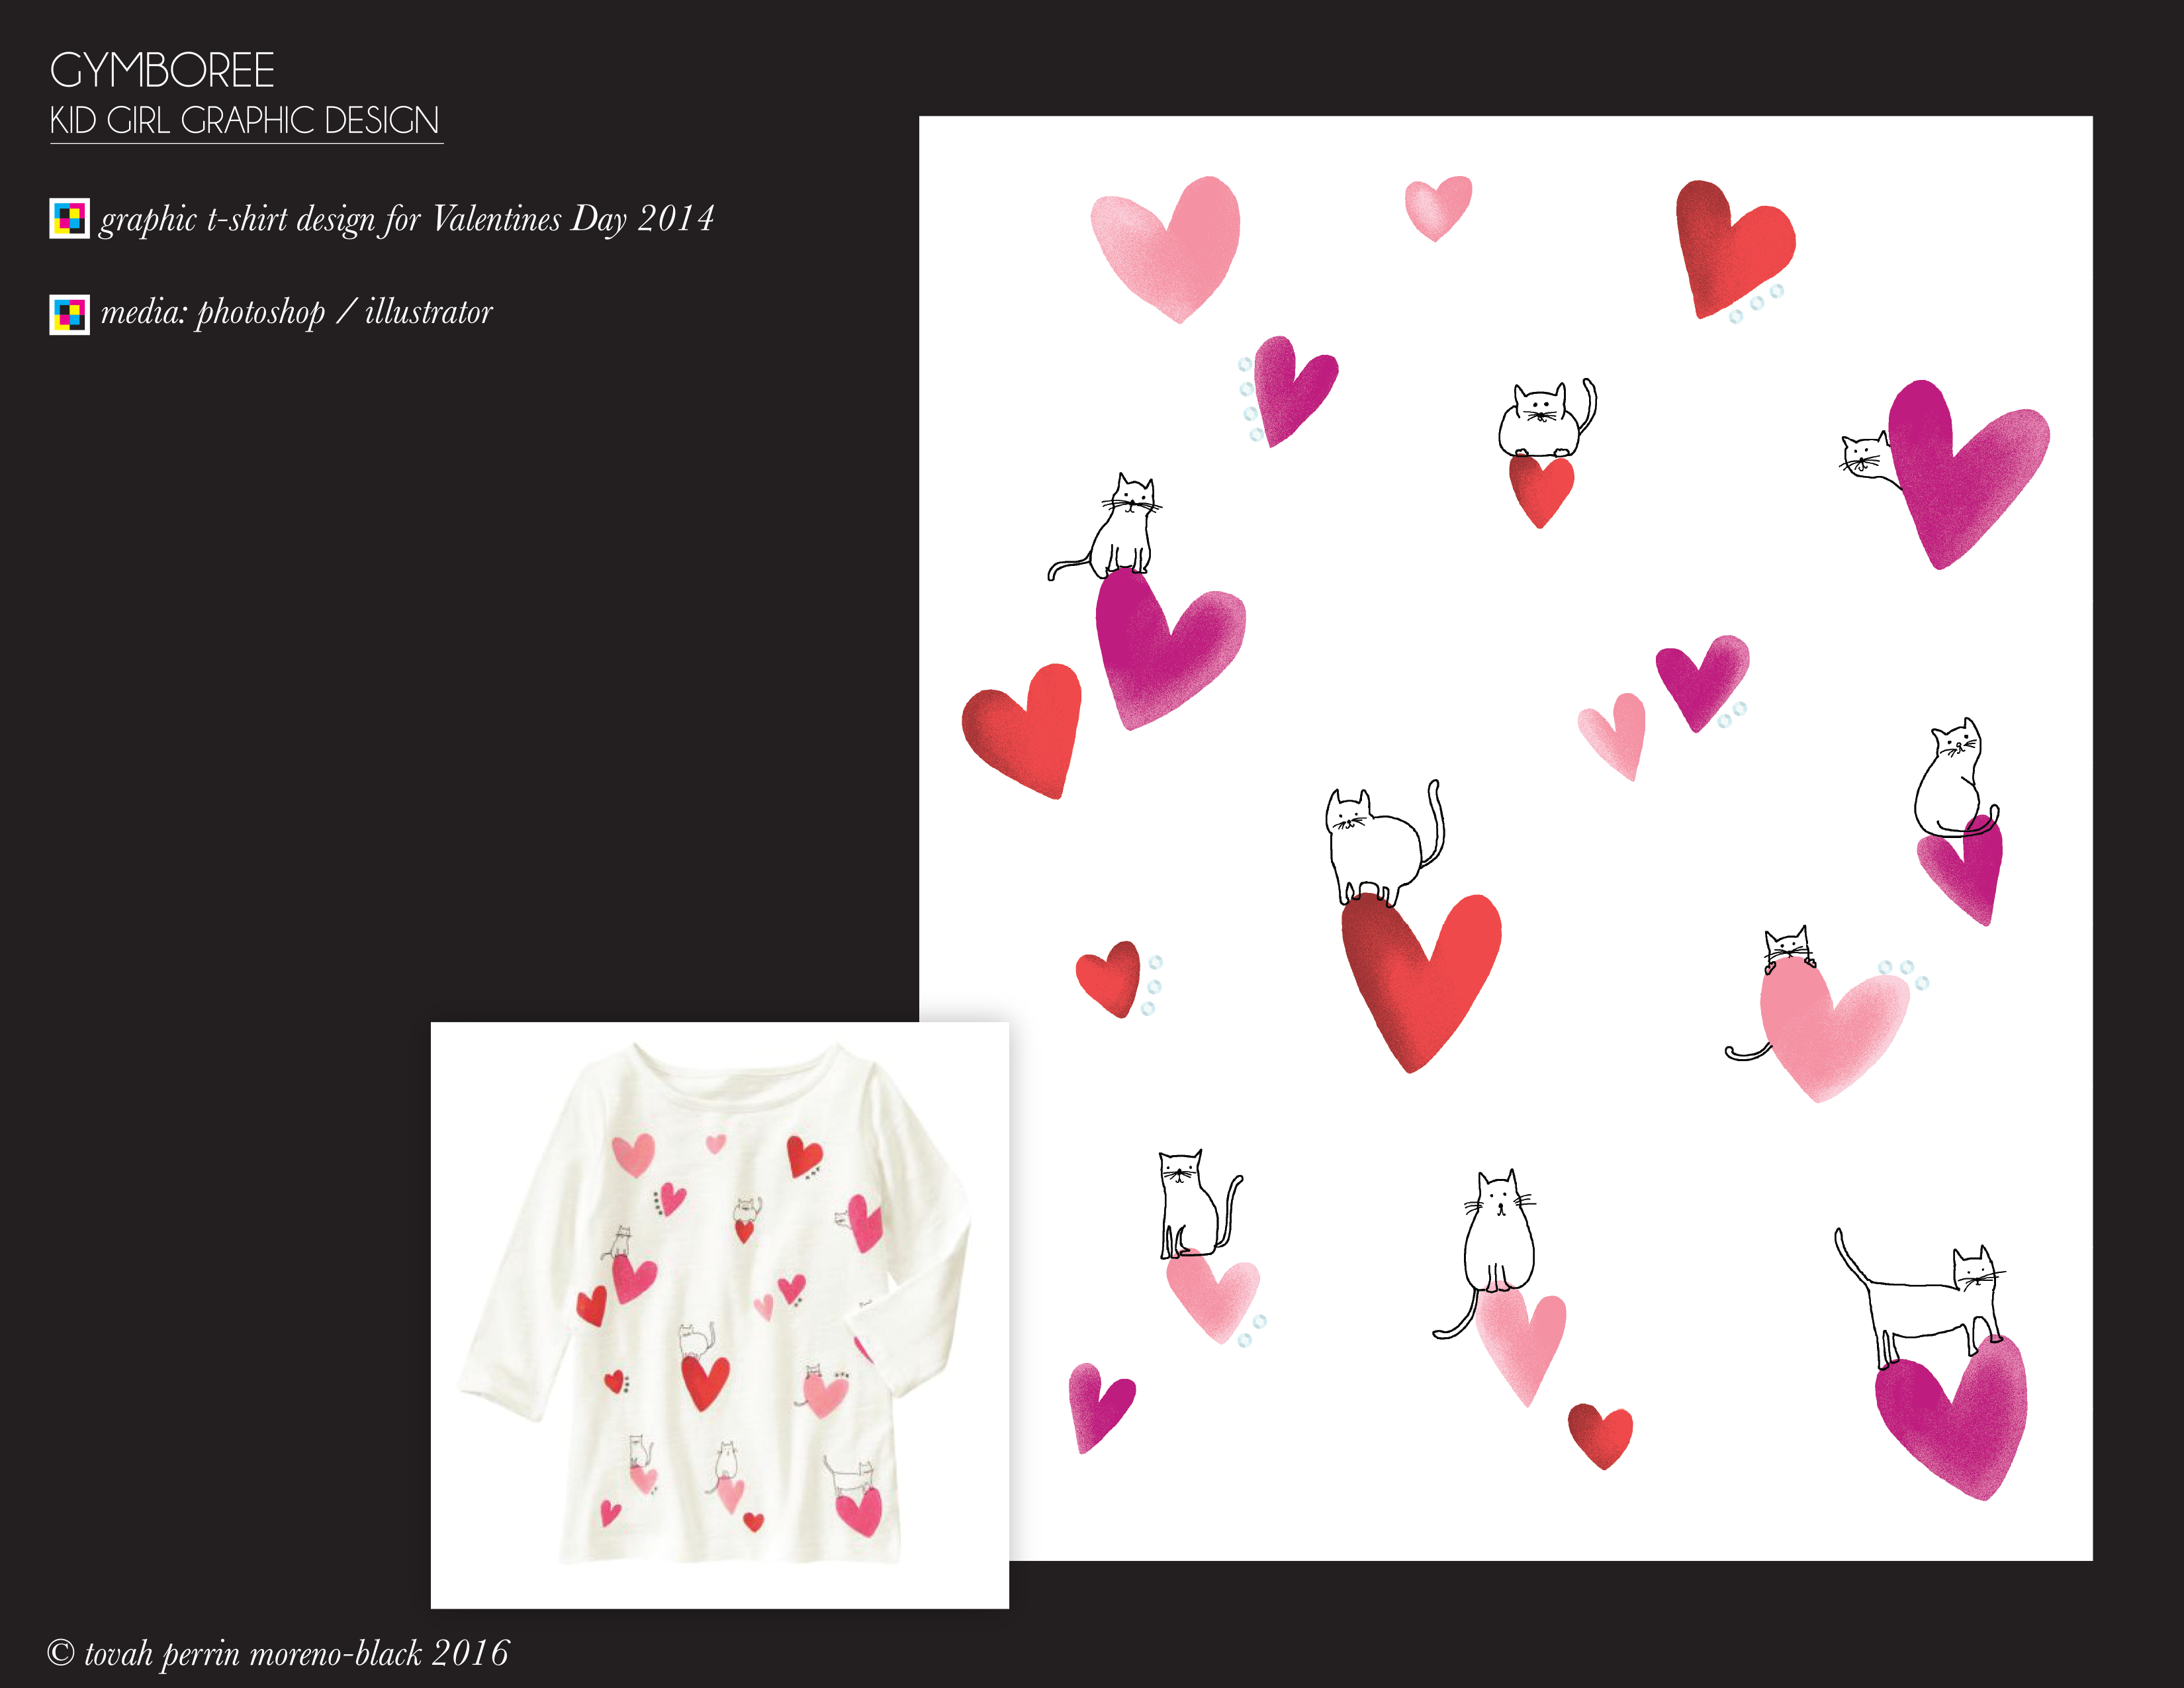 GYMBOREE
KID GIRL GRAPHIC DESIGN
graphic t-shirt design for Valentines Day 2014
media: photoshop / illustrator
© tovah perrin moreno-black 2016